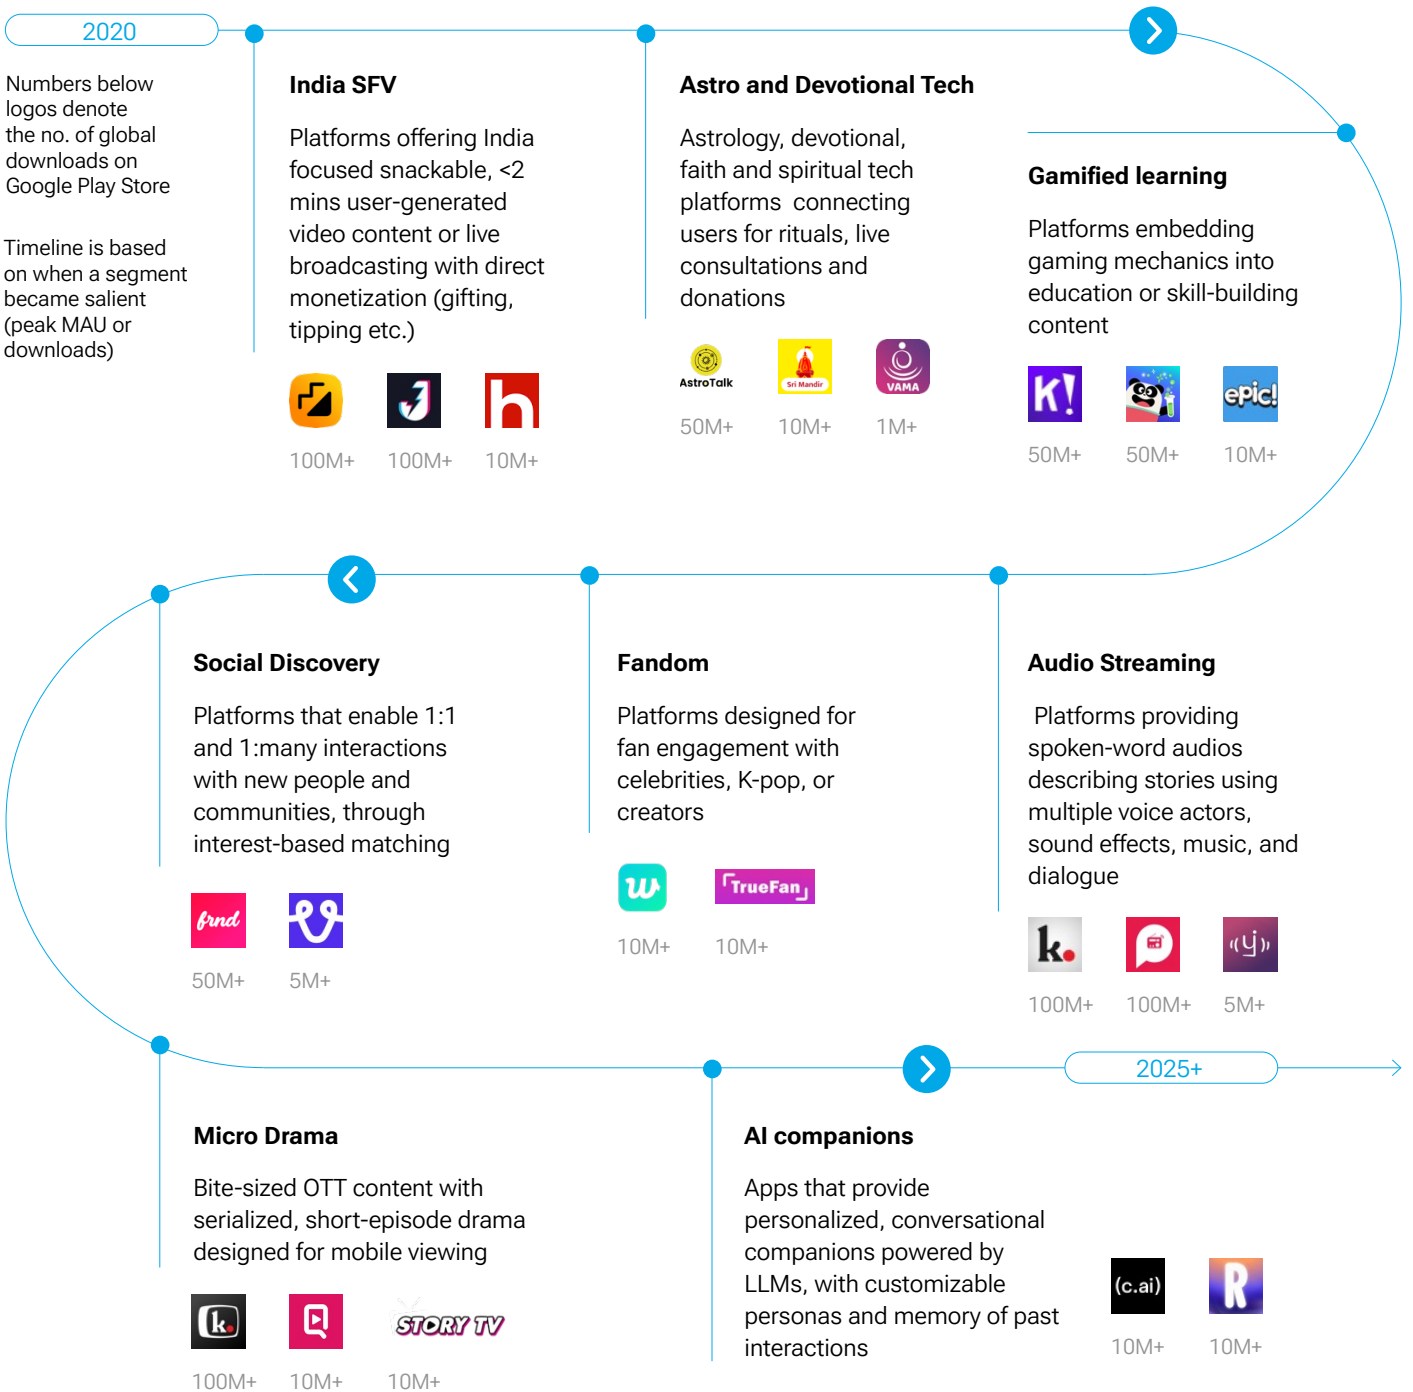 2020
Numbers below
logos denote
the no. of global
downloads on
Google Play Store
Timeline is based
on when a segment
became salient
(peak MAU or
downloads)
India SFV
Platforms offering India
focused snackable, <2
mins user-generated
video content or live
broadcasting with direct
monetization (gifting,
tipping etc.)
h
100M+ 100M+ 10M+
Astro and Devotional Tech
Astrology, devotional,
faith and spiritual tech
platforms connecting
users for rituals, live
consultations and
donations
AstroTalk Sri Mandir VAMA
50M+ 10M+ 1M+
Gamified learning
Platforms embedding
gaming mechanics into
education or skill-building
content
K! epic!
50M+ 50M+ 10M+
Audio Streaming
Platforms providing
spoken-word audios
describing stories using
multiple voice actors,
sound effects, music, and
dialogue
k.
100M+ 100M+ 5M+
Fandom
Platforms designed for
fan engagement with
celebrities, K-pop, or
creators
w TrueFan
10M+ 10M+
Social Discovery
Platforms that enable 1:1
and 1:many interactions
with new people and
communities, through
interest-based matching
frnd
50M+ 5M+
Micro Drama
Bite-sized OTT content with
serialized, short-episode drama
designed for mobile viewing
k. STORY TV
100M+ 10M+ 10M+
AI companions
Apps that provide
personalized, conversational
companions powered by
LLMs, with customizable
personas and memory of past
interactions
(c.ai) R
10M+ 10M+
2025+